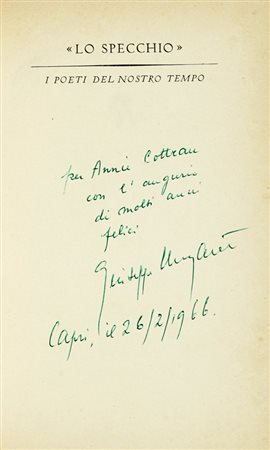 «LO SPECCHIO»
I POETI DEL NOSTRO TEMPO
per Annie Cottrau
con l'augurio
di molti anni
felici
Giuseppe Ungaretti
Capri, il 26/2/1966.